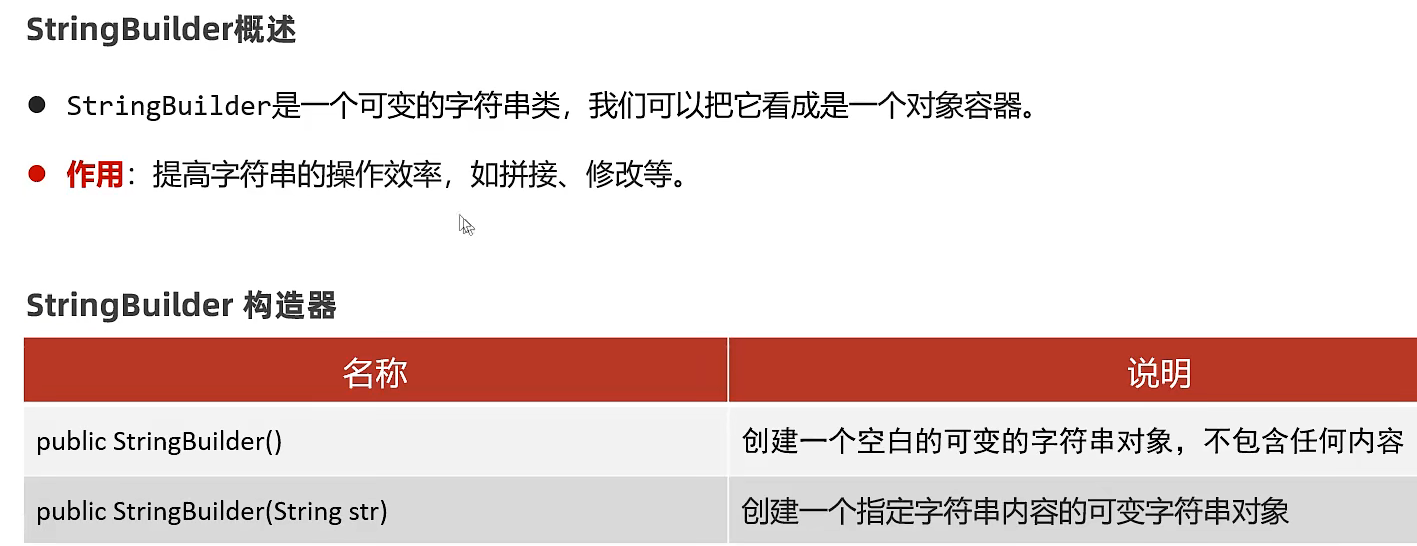 StringBuilder概述
● StringBuilder是一个可变的字符串类，我们可以把它看成是一个对象容器。
● 作用：提高字符串的操作效率，如拼接、修改等。
StringBuilder 构造器
名称 说明
public StringBuilder() 创建一个空白的可变的字符串对象，不包含任何内容
public StringBuilder(String str) 创建一个指定字符串内容的可变字符串对象